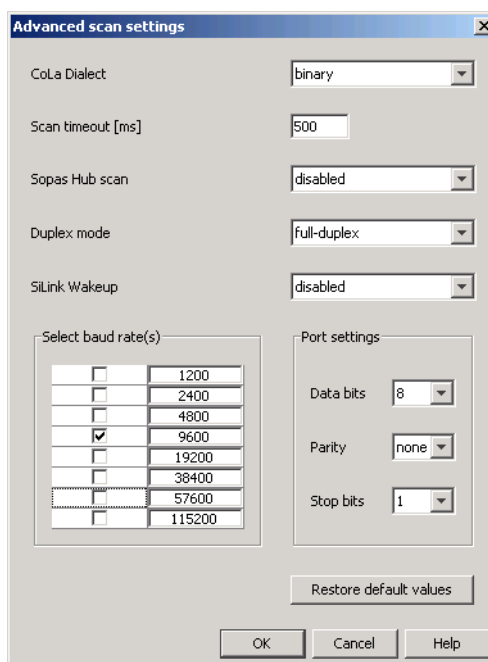 Advanced scan settings
CoLa Dialect binary
Scan timeout [ms] 500
Sopas Hub scan disabled
Duplex mode full-duplex
SiLink Wakeup disabled
Select baud rate(s)
1200
2400
4800
9600
19200
38400
57600
115200
Port settings
Data bits 8
Parity none
Stop bits 1
Restore default values
OK Cancel Help